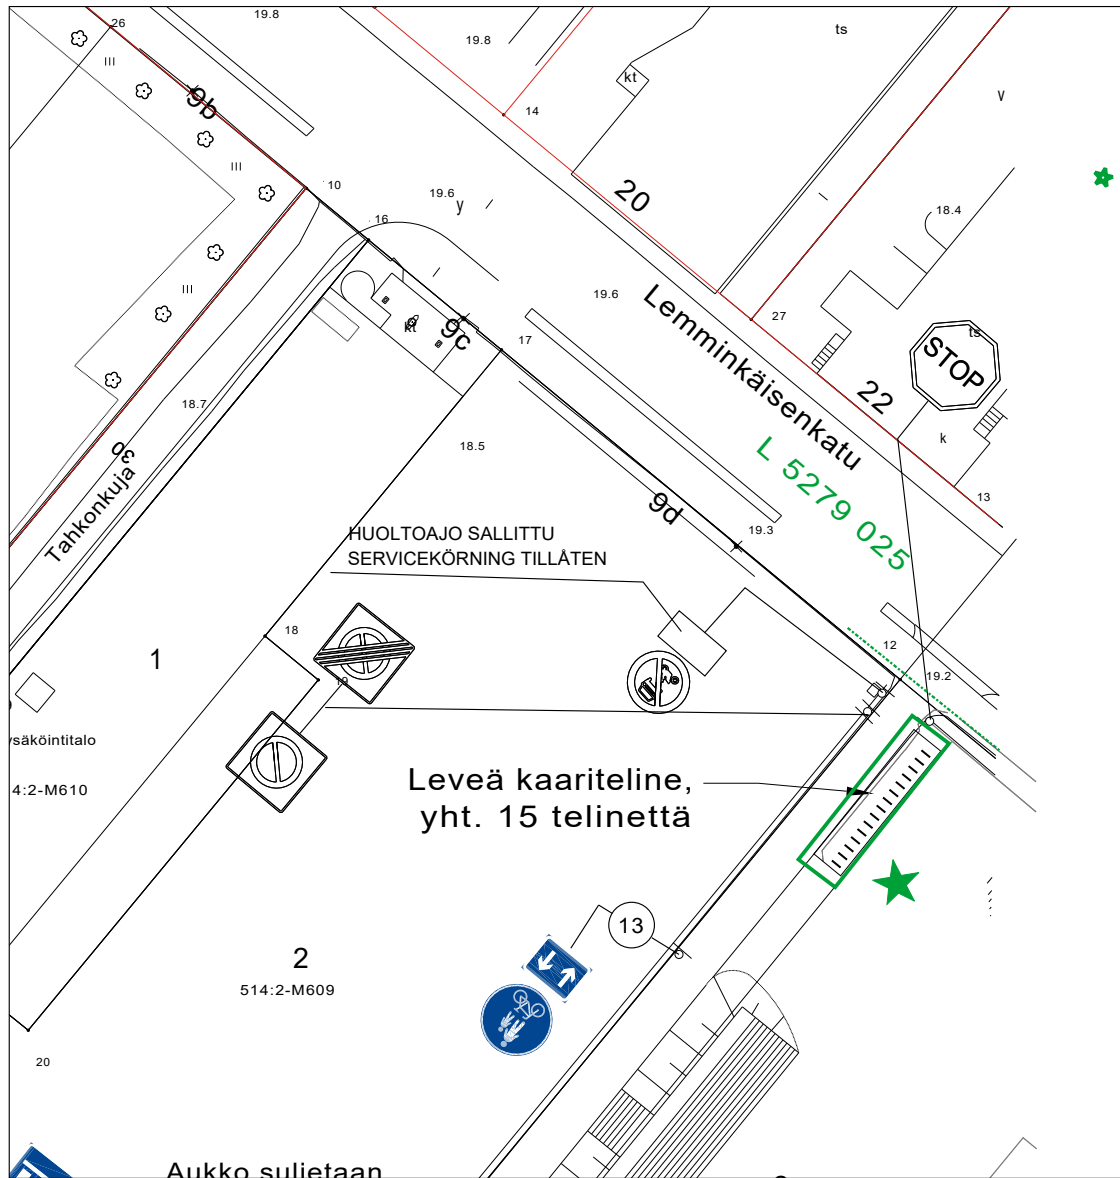 26
19.8
19.8
ts
kt
14
V
9b
III
III
III
10
16
19.6
y
20
18.4
19.6
Lemminkäisenkatu
27
ts
STOP
kt
9c
17
22
k
18.7
30
Tahkonkuja
18.5
L 5279 025
13
9d
19.3
HUOLTOAJO SALLITTU
SERVICEKÖRNING TILLÅTEN
18
12
19.2
1
19
ysäköintitalo
4:2-M610
Leveä kaariteline,
yht. 15 telinettä
13
2
514:2-M609
20
Aukko suljetaan